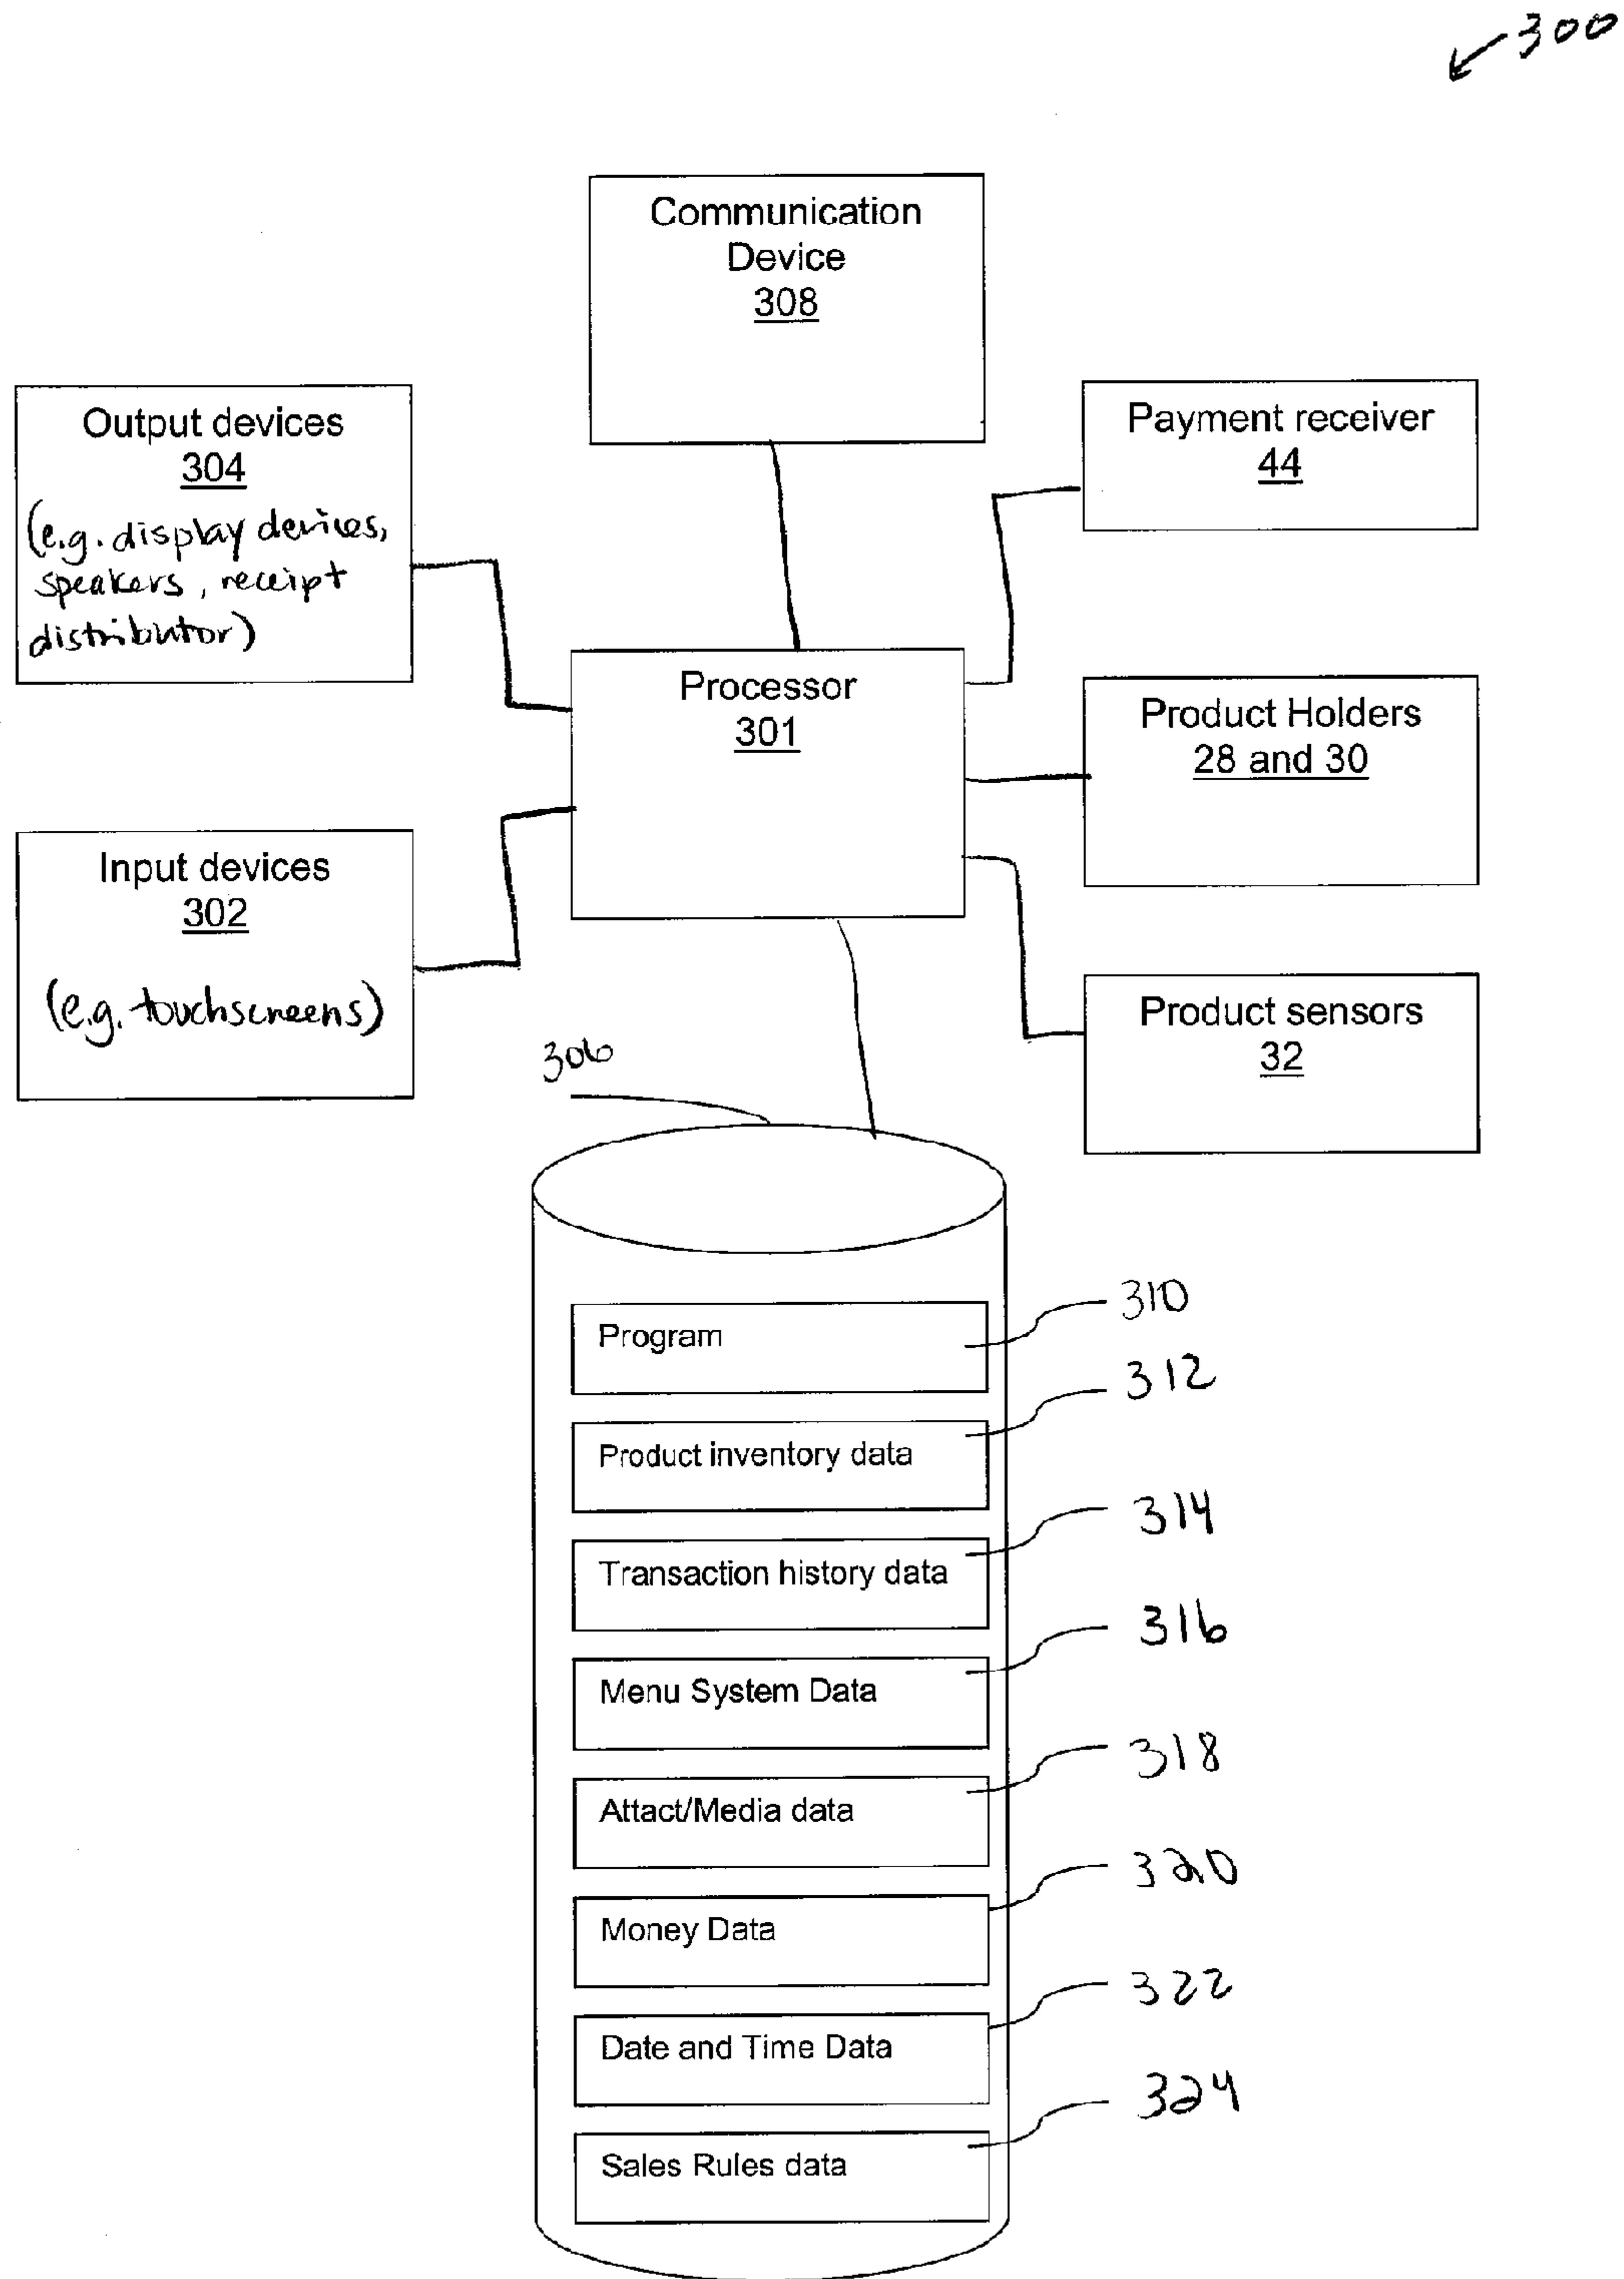 300
Communication
Device
308
Output devices
304
(e.g. display devices,
speakers, receipt
distributor)
Payment receiver
44
Processor
301
Product Holders
28 and 30
Input devices
302
(e.g. touchscreens)
Product sensors
32
306
Program
310
Product inventory data
312
Transaction history data
314
Menu System Data
316
Attact/Media data
318
Money Data
320
Date and Time Data
322
Sales Rules data
324